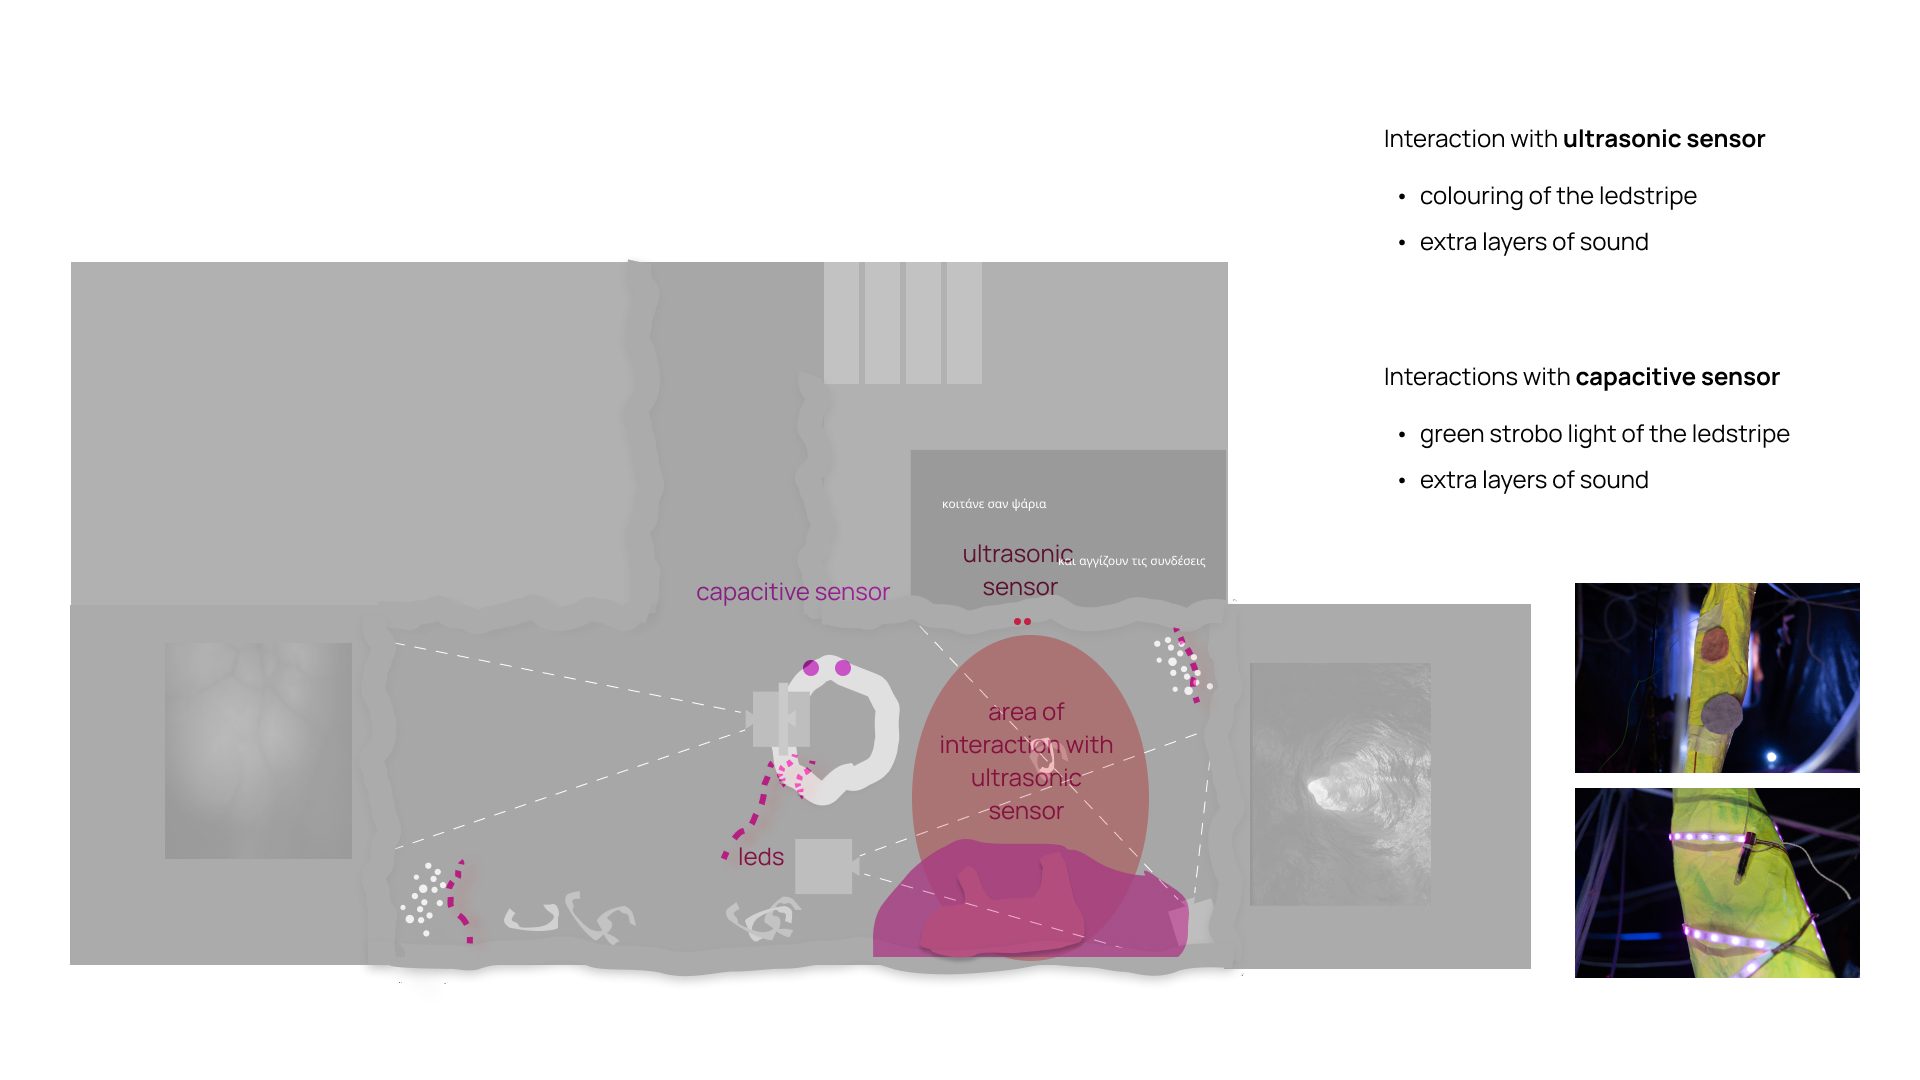 Interaction with ultrasonic sensor
• colouring of the ledstripe
• extra layers of sound
Interactions with capacitive sensor
• green strobo light of the ledstripe
• extra layers of sound
κοιτάνε σαν ψάρια
και αγγίζουν τις συνδέσεις
ultrasonic
sensor
capacitive sensor
area of
interaction with
ultrasonic
sensor
leds